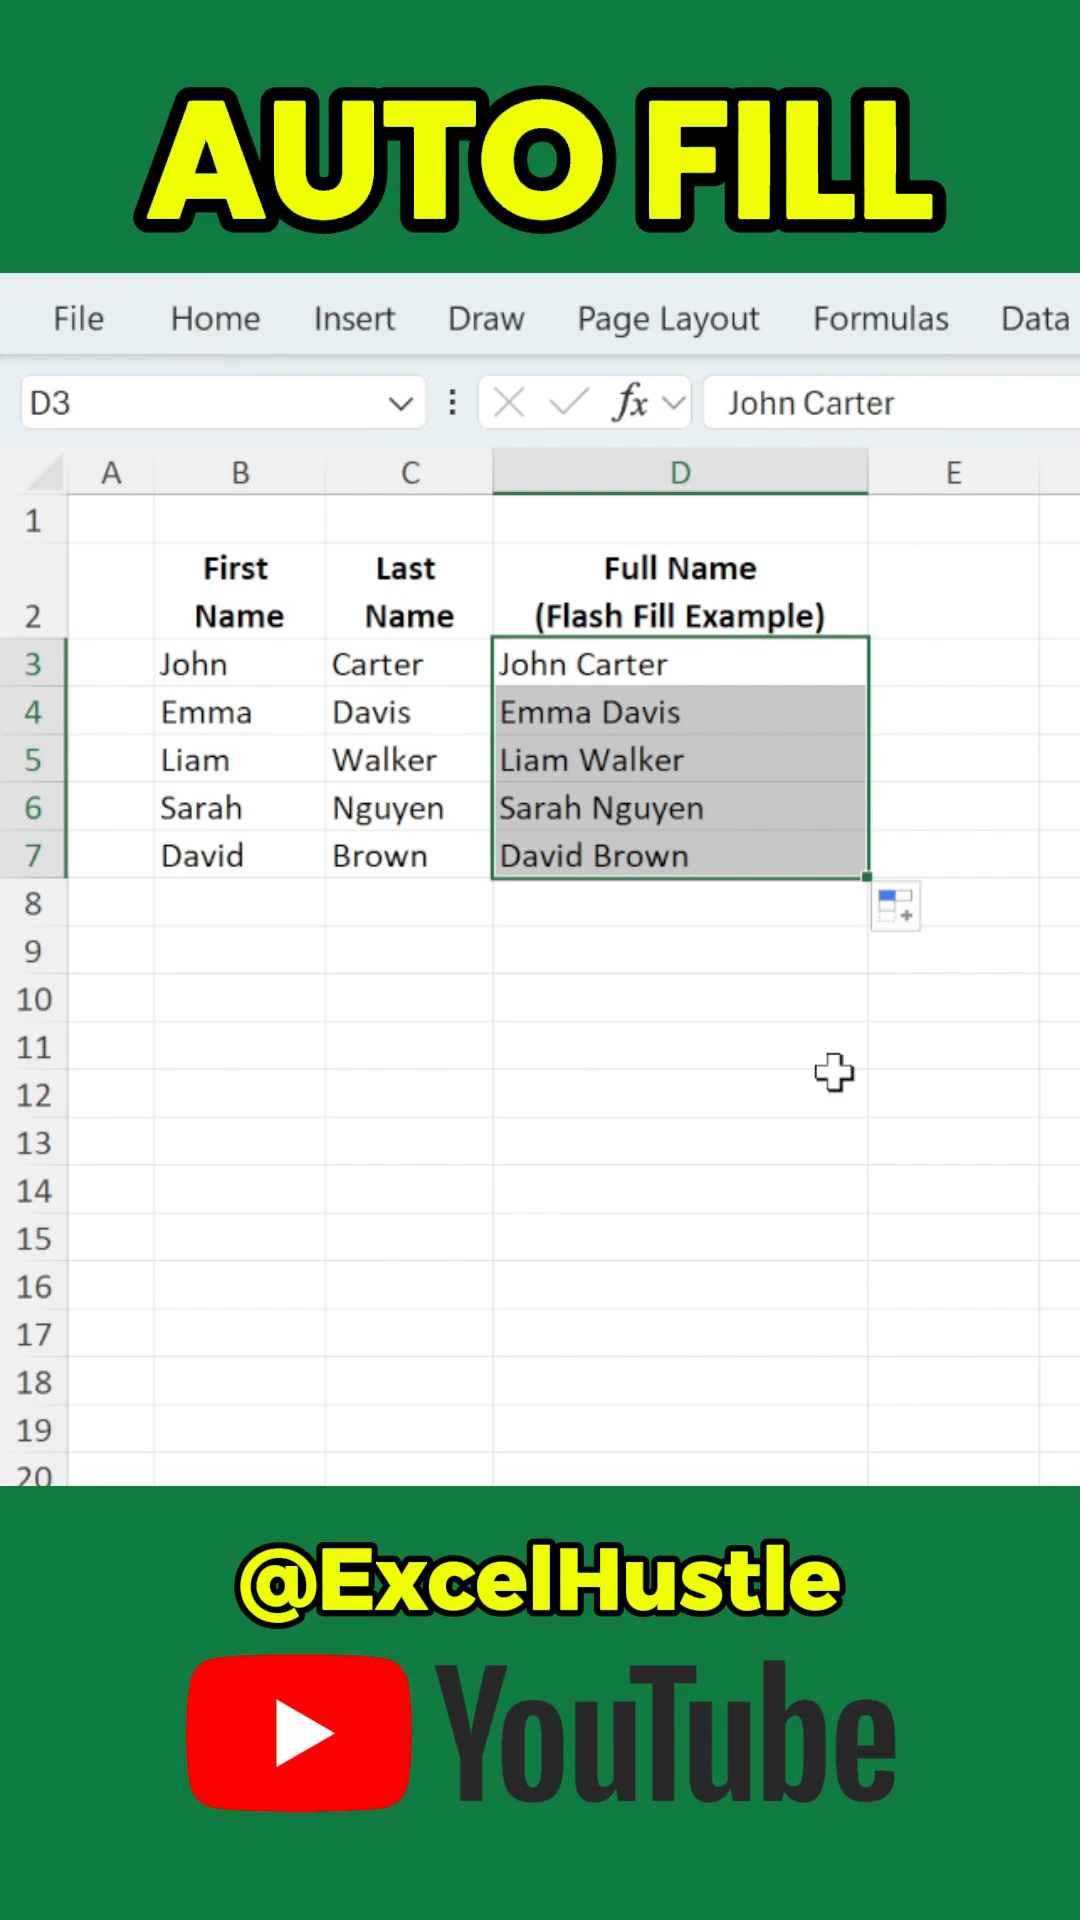 AUTO FILL
File Home Insert Draw Page Layout Formulas Data
D3 fx John Carter
A B C D E
1
First Last Full Name
2 Name Name (Flash Fill Example)
3 John Carter John Carter
4 Emma Davis Emma Davis
5 Liam Walker Liam Walker
6 Sarah Nguyen Sarah Nguyen
7 David Brown David Brown
8
9
10
11
12
13
14
15
16
17
18
19
20
@ExcelHustle
YouTube